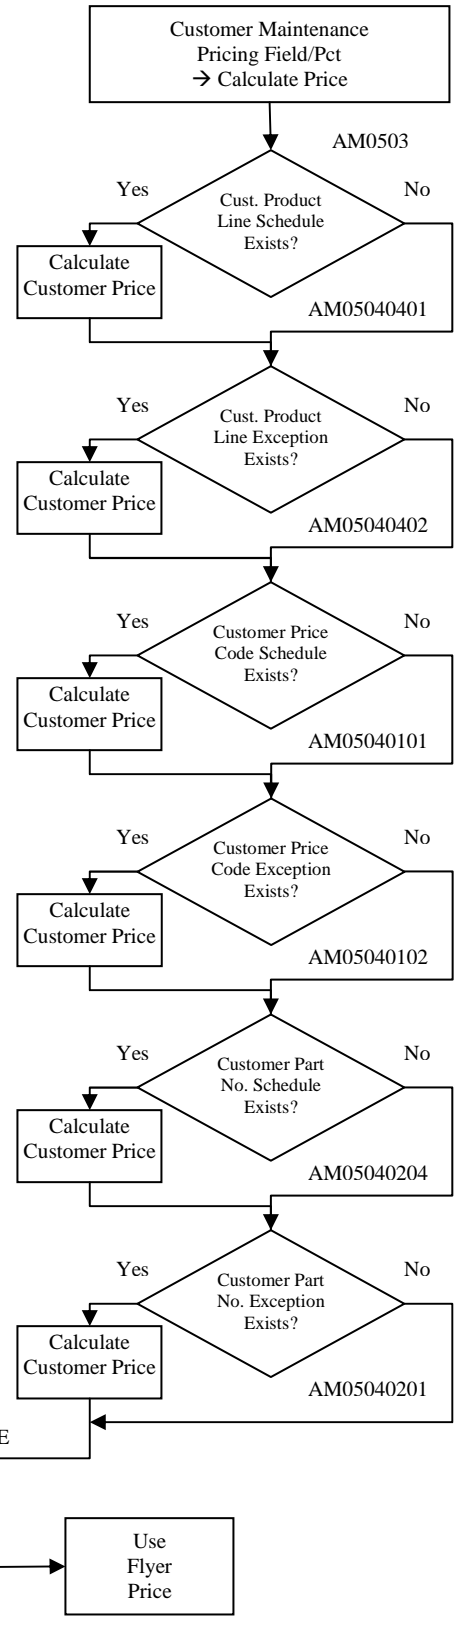 Customer Maintenance
Pricing Field/Pct
→ Calculate Price
AM0503
Yes
No
Cust. Product
Line Schedule
Exists?
Calculate
Customer Price
AM05040401
Yes
No
Cust. Product
Line Exception
Exists?
Calculate
Customer Price
AM05040402
Yes
No
Customer Price
Code Schedule
Exists?
Calculate
Customer Price
AM05040101
Yes
No
Customer Price
Code Exception
Exists?
Calculate
Customer Price
AM05040102
Yes
No
Customer Part
No. Schedule
Exists?
Calculate
Customer Price
AM05040204
Yes
No
Customer Part
No. Exception
Exists?
Calculate
Customer Price
AM05040201
E
Use
Flyer
Price